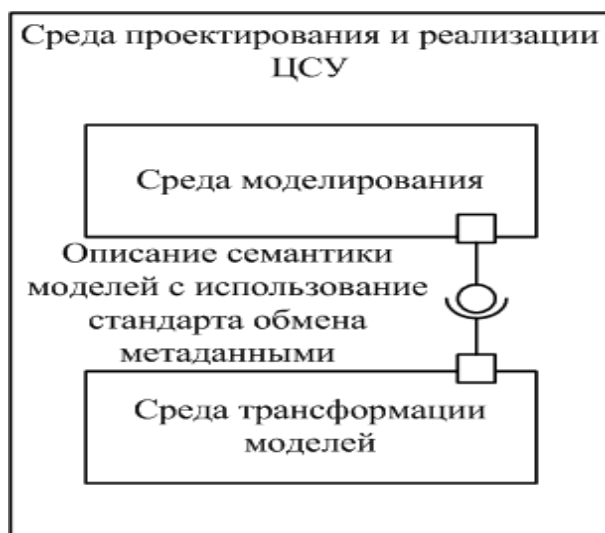 Среда проектирования и реализации
ЦСУ
Среда моделирования
Описание семантики
моделей с использование
стандарта обмена
метаданными
Среда трансформации
моделей